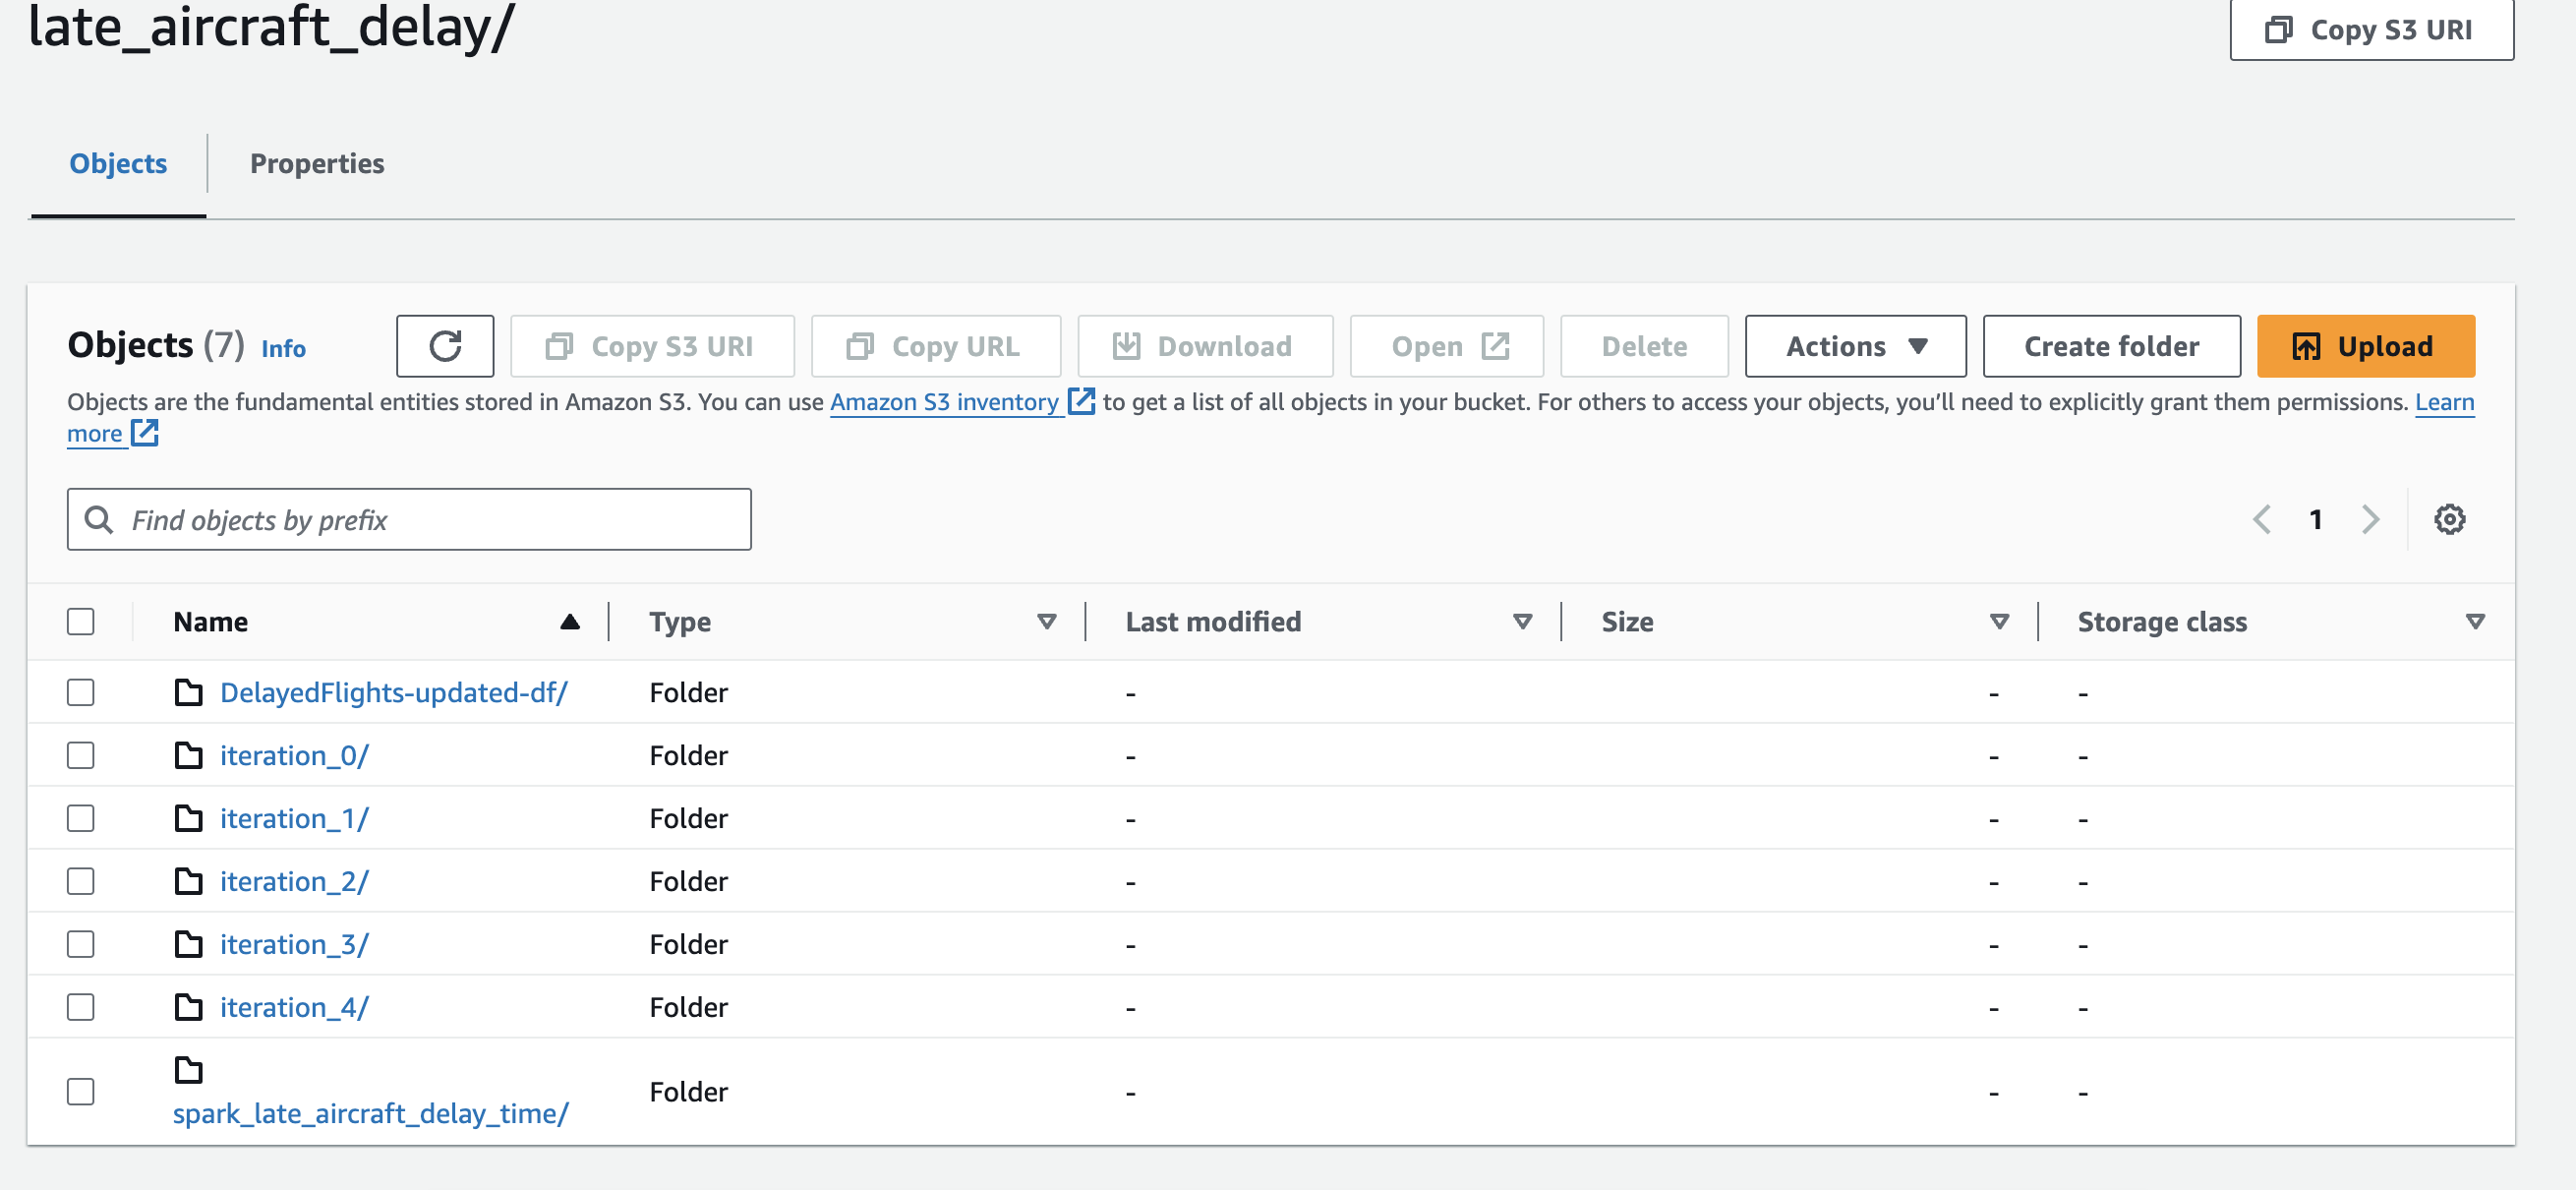 late_aircraft_delay/
Copy S3 URI
Objects
Properties
Objects (7) Info
Copy S3 URI
Copy URL
Download
Open
Delete
Actions
Create folder
Upload
Objects are the fundamental entities stored in Amazon S3. You can use Amazon S3 inventory to get a list of all objects in your bucket. For others to access your objects, you’ll need to explicitly grant them permissions. Learn
more
Find objects by prefix
1
Name Type Last modified Size Storage class
DelayedFlights-updated-df/ Folder - - -
iteration_0/ Folder - - -
iteration_1/ Folder - - -
iteration_2/ Folder - - -
iteration_3/ Folder - - -
iteration_4/ Folder - - -
spark_late_aircraft_delay_time/ Folder - - -